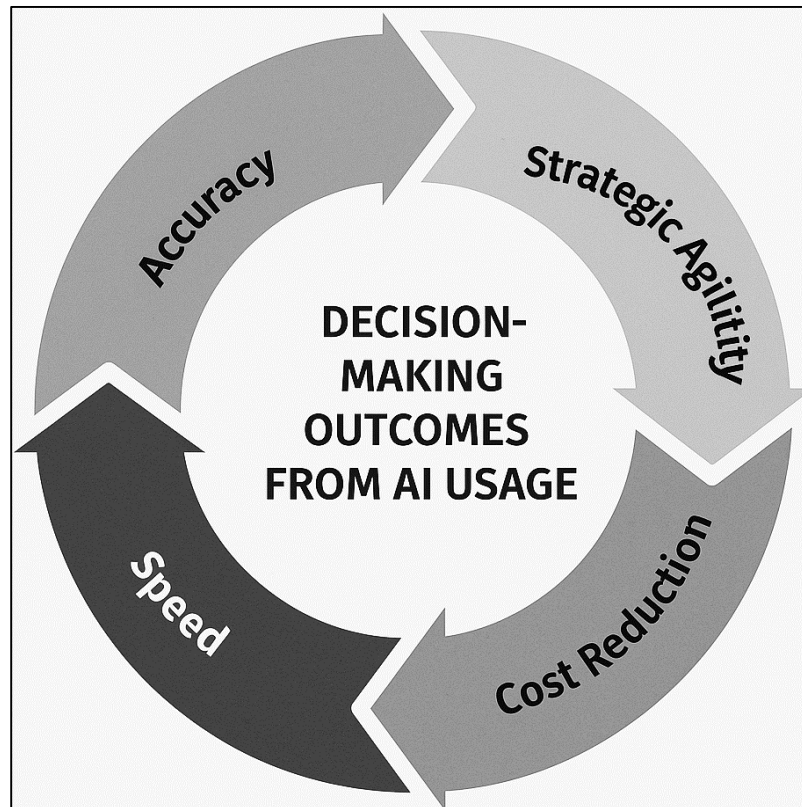 Accuracy
Strategic Agilitity
DECISION-
MAKING
OUTCOMES
FROM AI USAGE
Speed
Cost Reduction